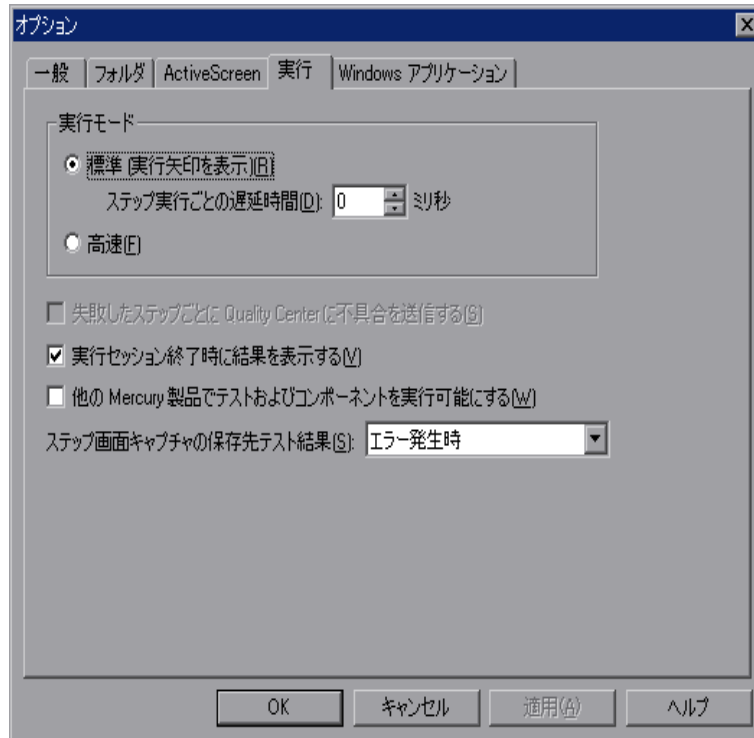 オプション
一般 フォルダ ActiveScreen 実行 Windows アプリケーション
実行モード
標準 (実行矢印を表示)(R)
ステップ実行ごとの遅延時間(D): 0 ミリ秒
高速(F)
失敗したステップごとに Quality Center に不具合を送信する(B)
実行セッション終了時に結果を表示する(V)
他の Mercury 製品でテストおよびコンポーネントを実行可能にする(W)
ステップ画面キャプチャの保存先テスト結果(S): エラー発生時
OK キャンセル 適用(A) ヘルプ